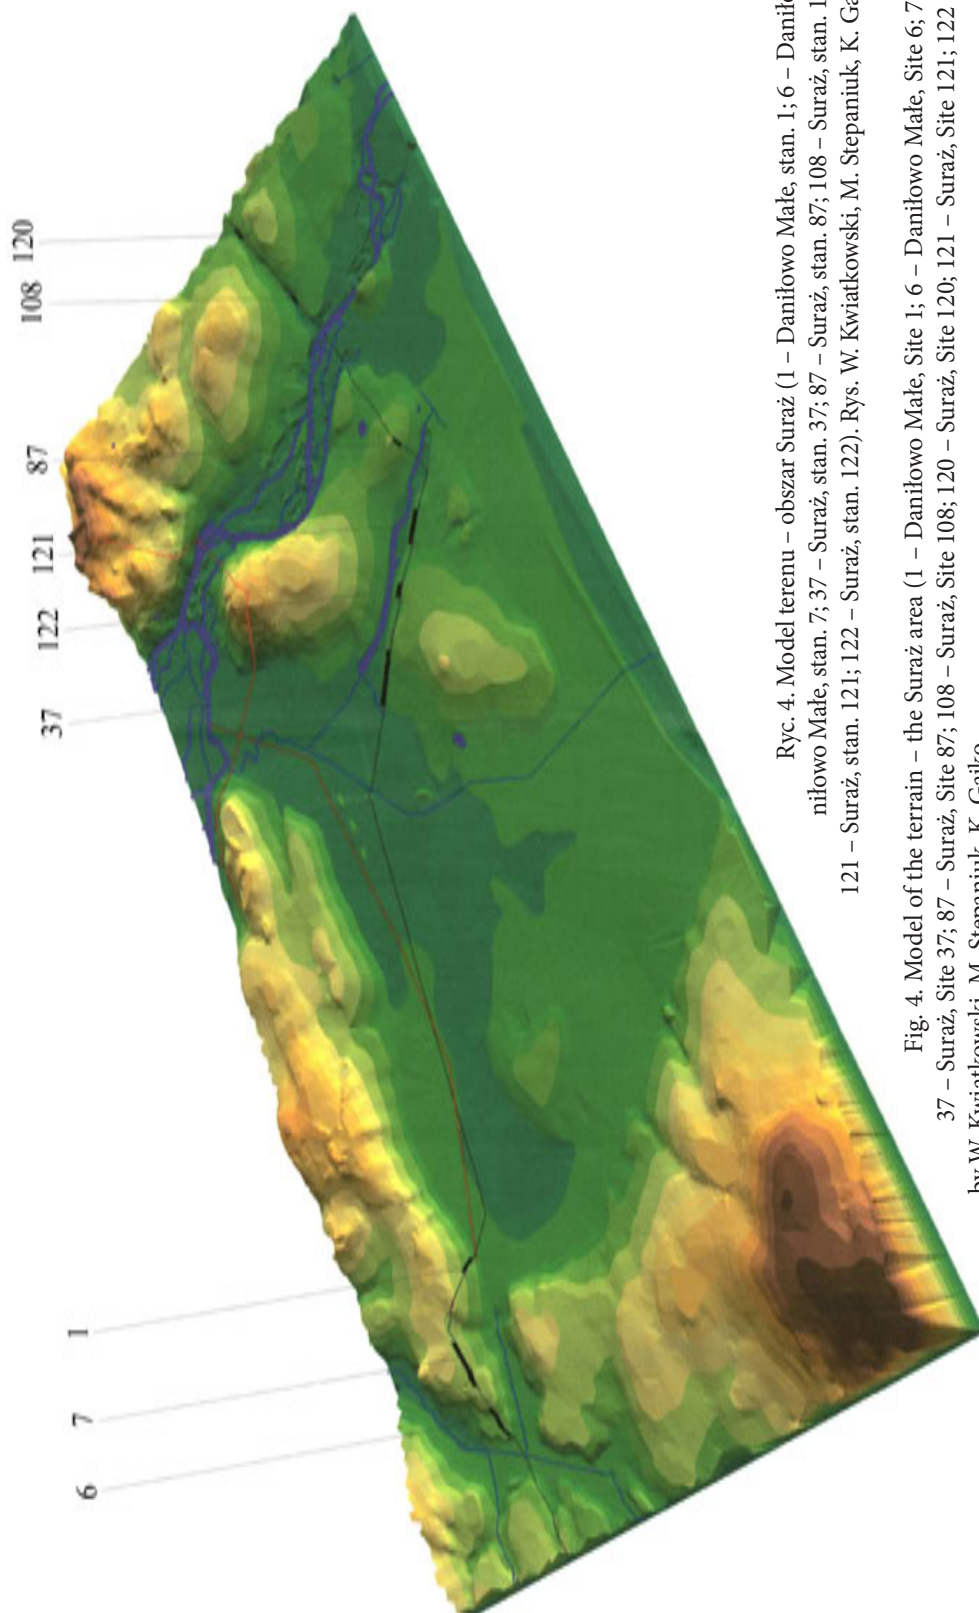 6
7
1
37
122
121
87
108
120
Ryc. 4. Model terenu – obszar Suraż (1 – Daniłowo Małe, stan. 1; 6 –
niłowo Małe, stan. 7; 37 – Suraż, stan. 37; 87 – Suraż, stan. 87; 108 – Suraż, stan.
121 – Suraż, stan. 121; 122 – Suraż, stan. 122). Rys. W. Kwiatkowski, M. Stepaniuk, K.
Fig. 4. Model of the terrain – the Suraż area (1 – Daniłowo Małe, Site 1; 6 – Daniłowo Małe, Site 6; 7
37 – Suraż, Site 37; 87 – Suraż, Site 87; 108 – Suraż, Site 108; 120 – Suraż, Site 120; 121 – Suraż, Site 121; 122
by W. Kwiatkowski, M. Stepaniuk, K. Gajko